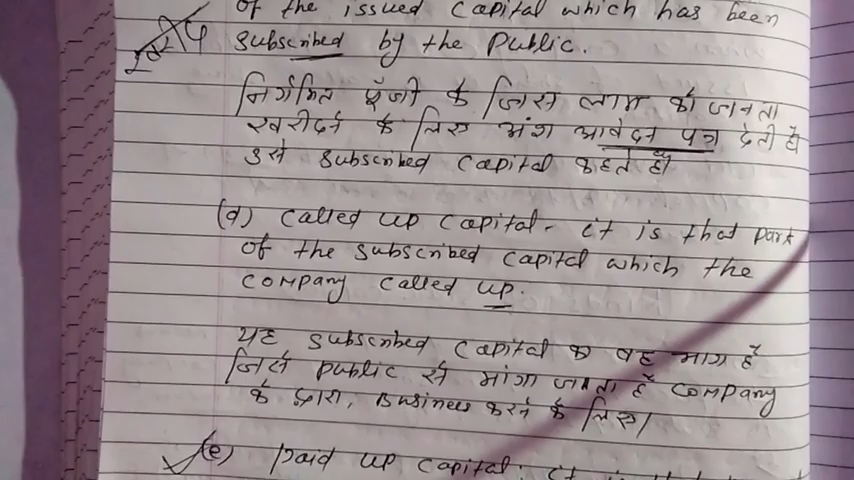 of the issued capital which has been
subscribed by the public.
निर्गमित पूँजी के जिस लाभ को जनता
खरीदने के लिए अंश आवेदन पत्र देती हैं
उसे subscribed capital कहते हैं
(d) called up capital - it is that part
of the subscribed capital which the
company called up.
यह subscribed capital क वह भाग हैं
जिसे public से मांगा जाता हैं company
के द्वारा, Business करने के लिए।
(e) paid up capital. it is